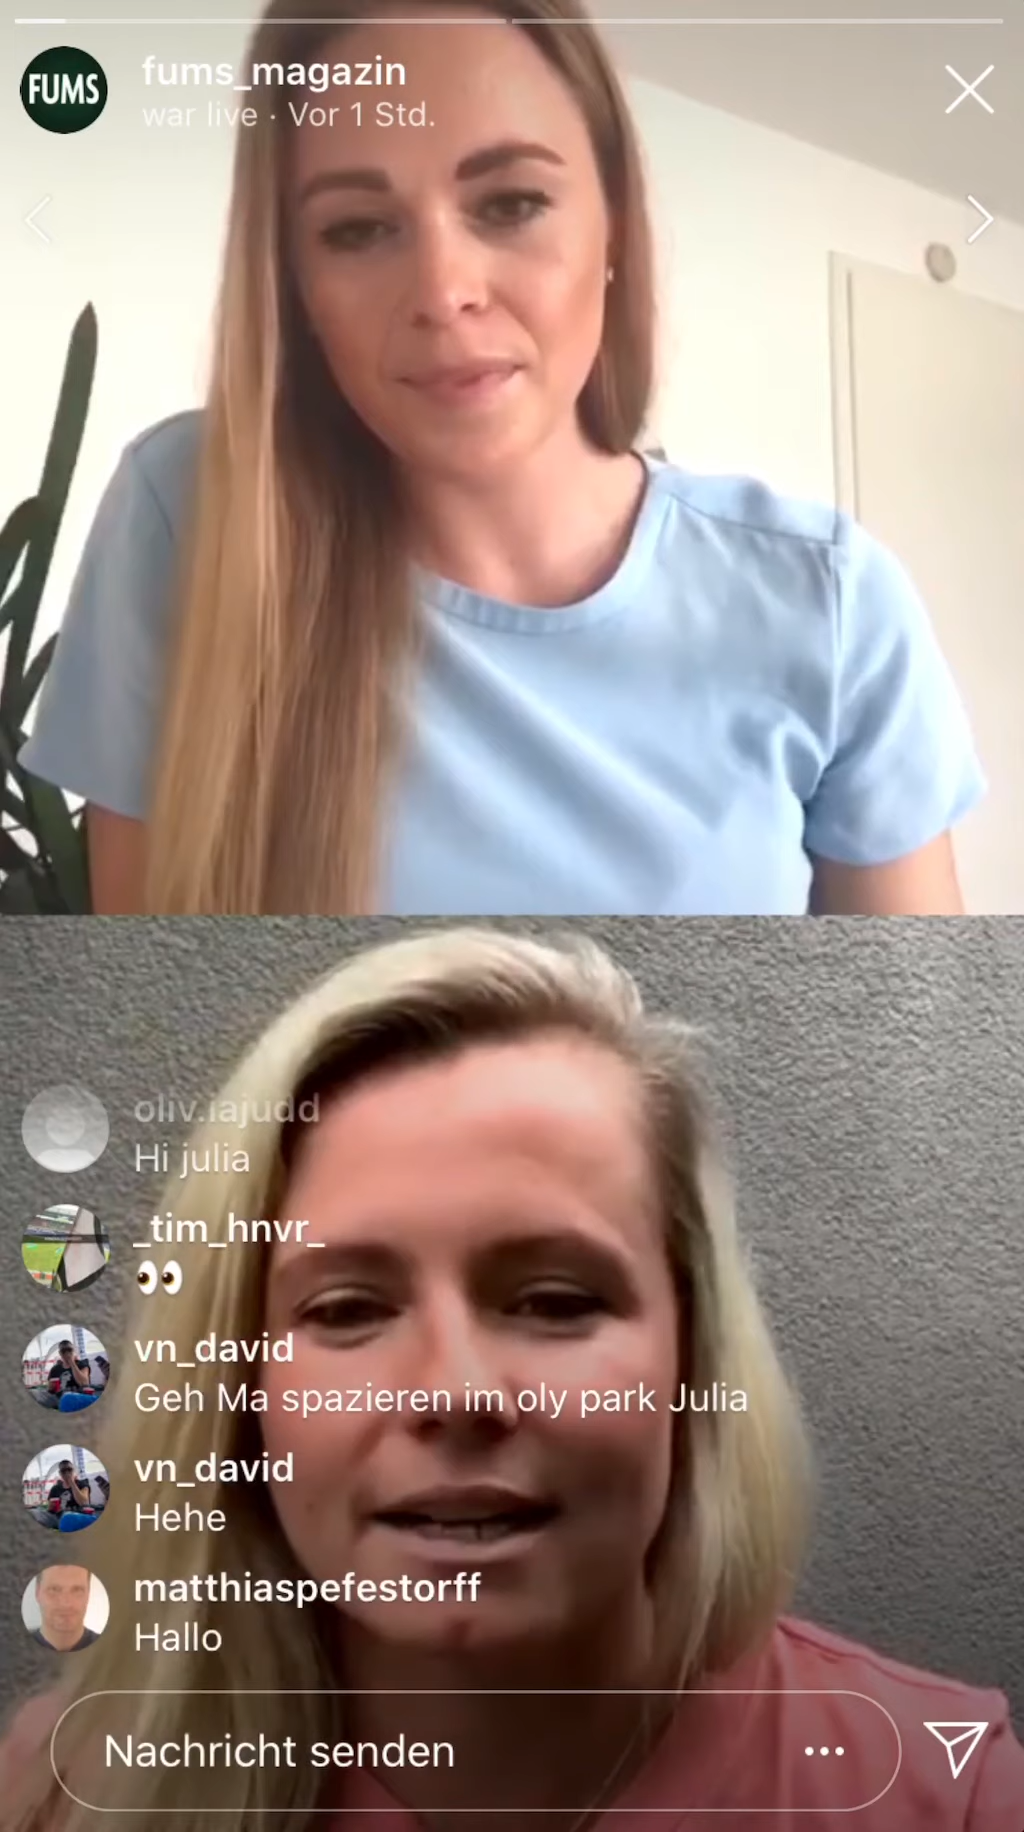 FUMS
fums_magazin
war live · Vor 1 Std.
oliv.iajudd
Hi julia
_tim_hnvr_
👀
vn_david
Geh Ma spazieren im oly park Julia
vn_david
Hehe
matthiaspefestorff
Hallo
Nachricht senden